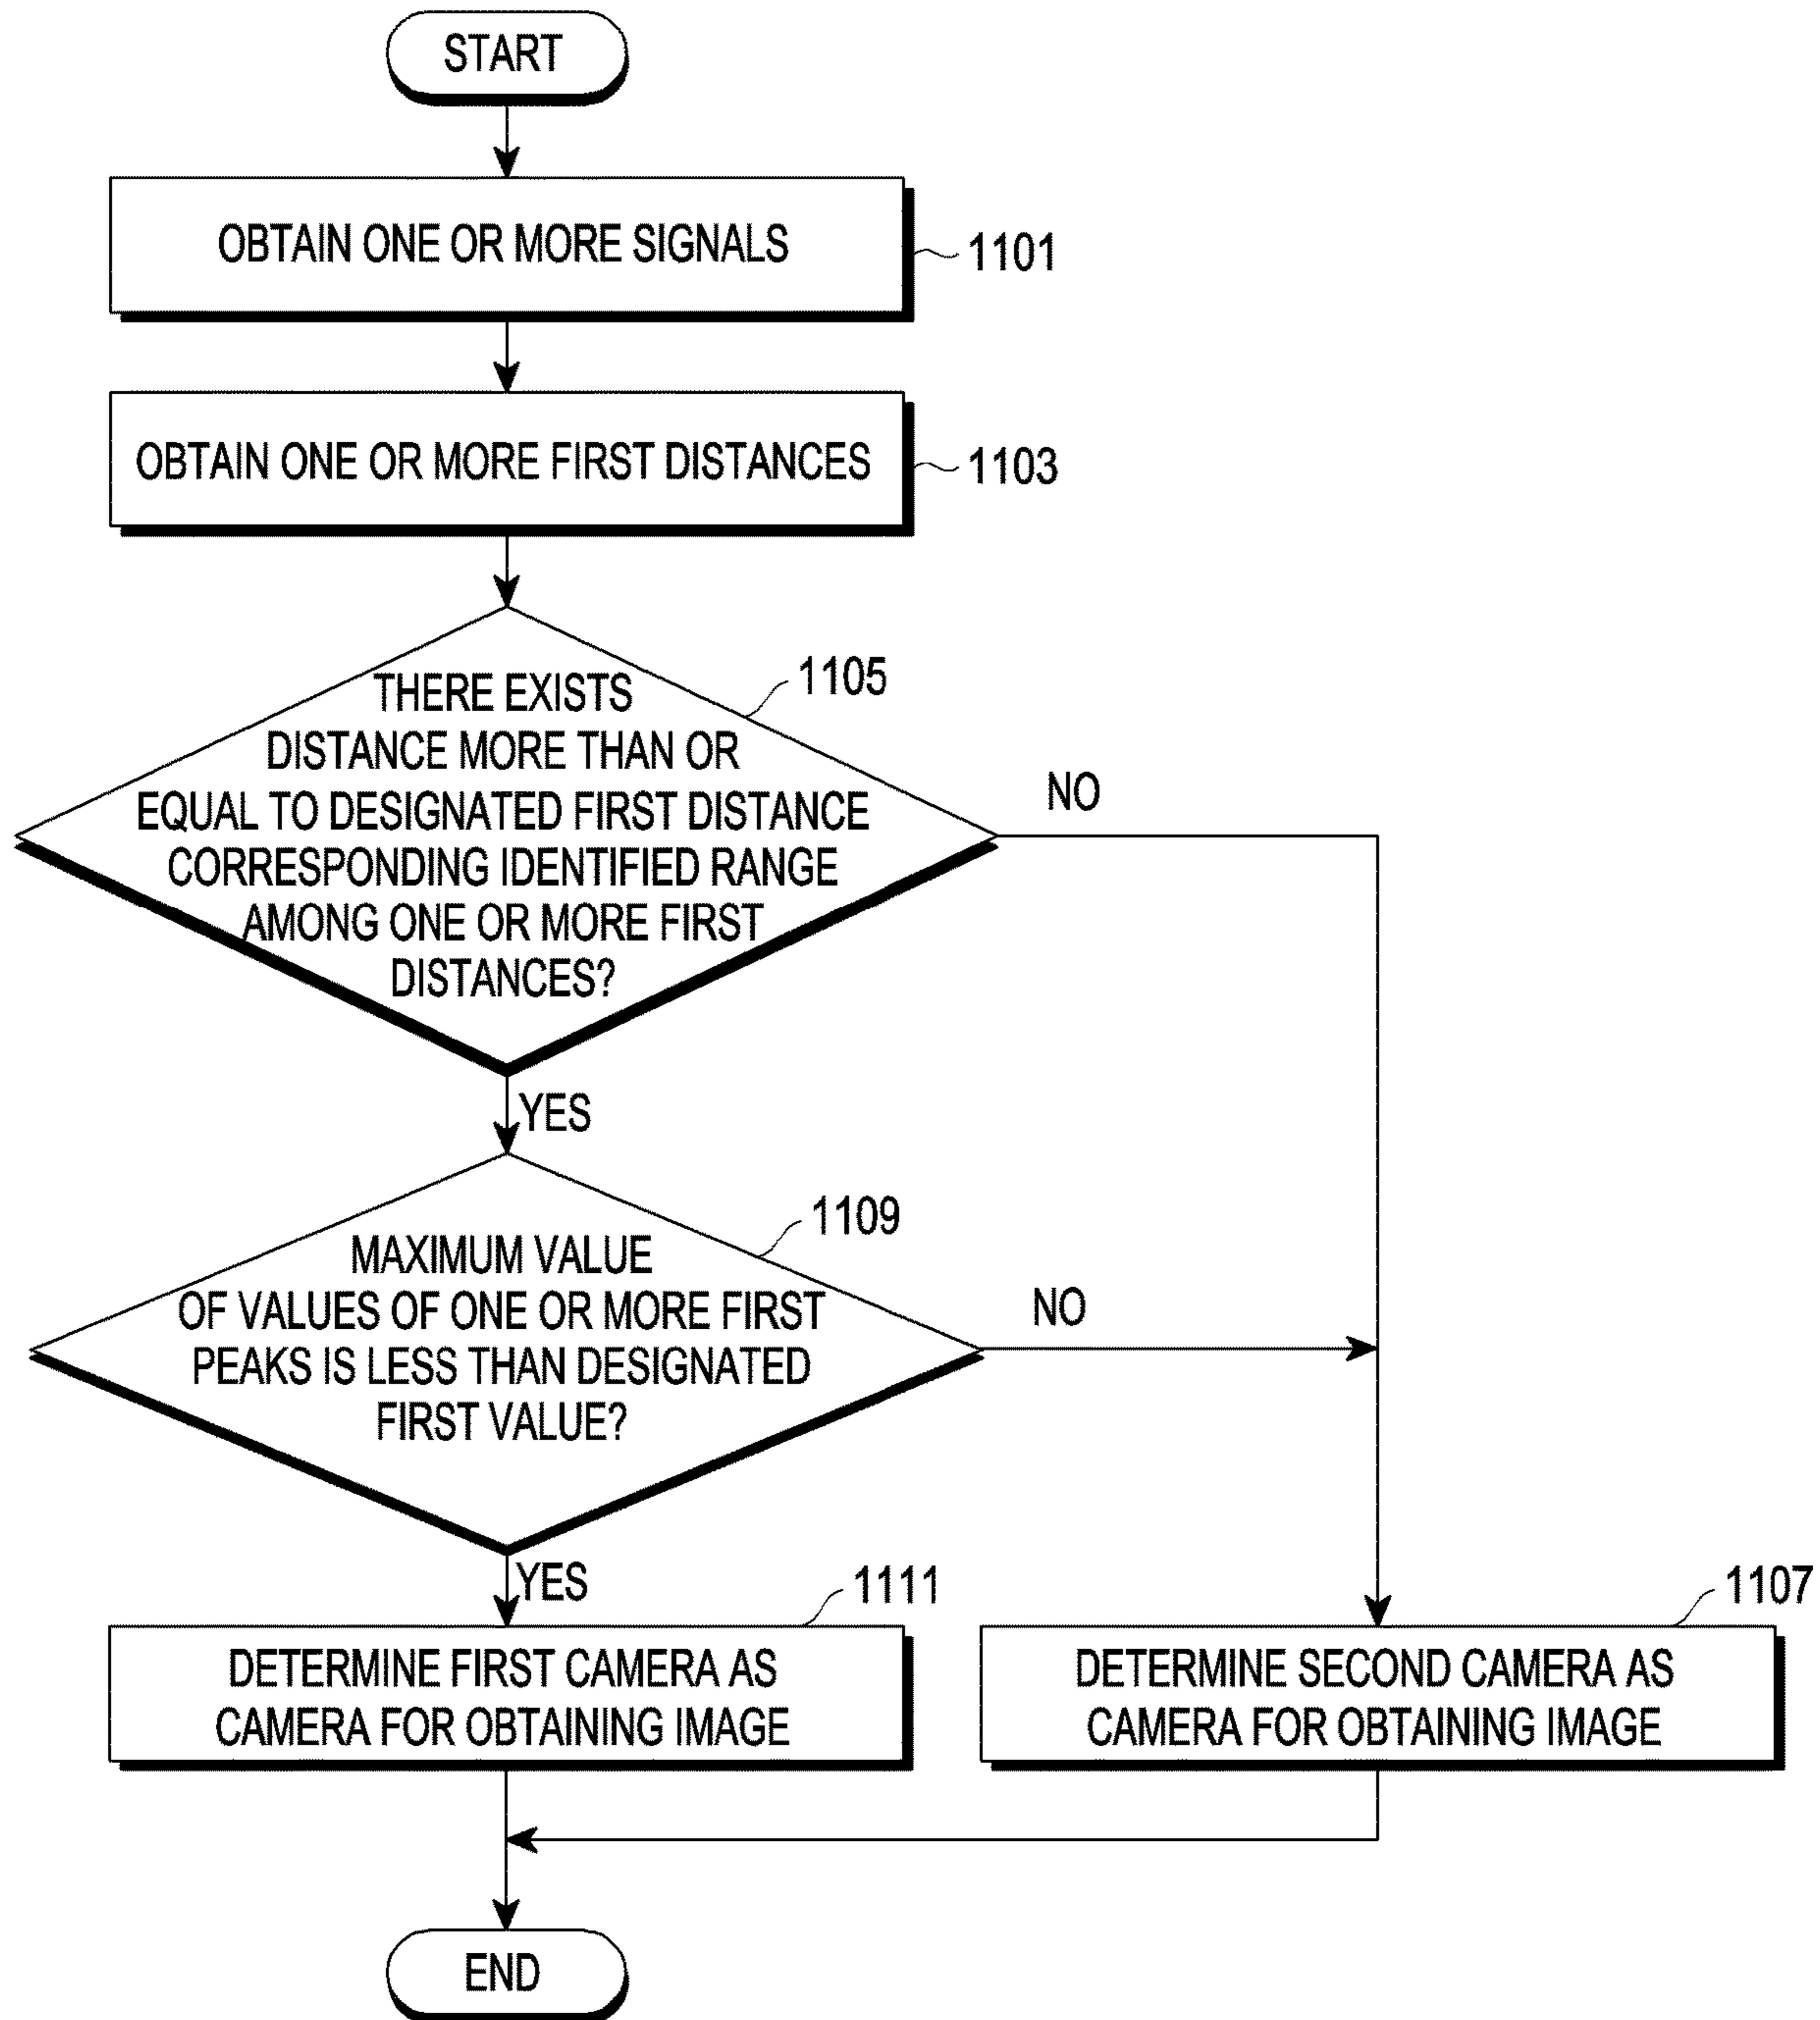 START
OBTAIN ONE OR MORE SIGNALS
1101
OBTAIN ONE OR MORE FIRST DISTANCES
1103
1105
THERE EXISTS
DISTANCE MORE THAN OR
EQUAL TO DESIGNATED FIRST DISTANCE
CORRESPONDING IDENTIFIED RANGE
AMONG ONE OR MORE FIRST
DISTANCES?
NO
YES
1109
MAXIMUM VALUE
OF VALUES OF ONE OR MORE FIRST
PEAKS IS LESS THAN DESIGNATED
FIRST VALUE?
NO
YES
1111
DETERMINE FIRST CAMERA AS
CAMERA FOR OBTAINING IMAGE
1107
DETERMINE SECOND CAMERA AS
CAMERA FOR OBTAINING IMAGE
END